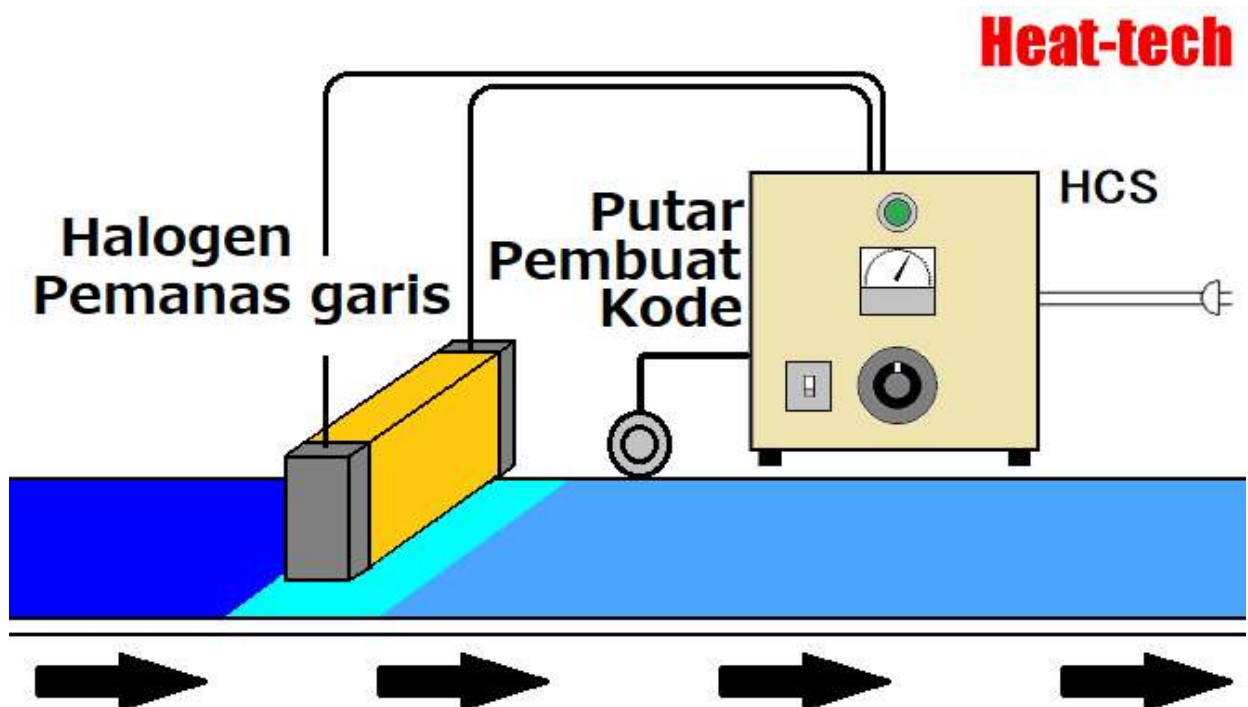 Heat-tech
HCS
Halogen
Pemanas garis
Putar
Pembuat
Kode